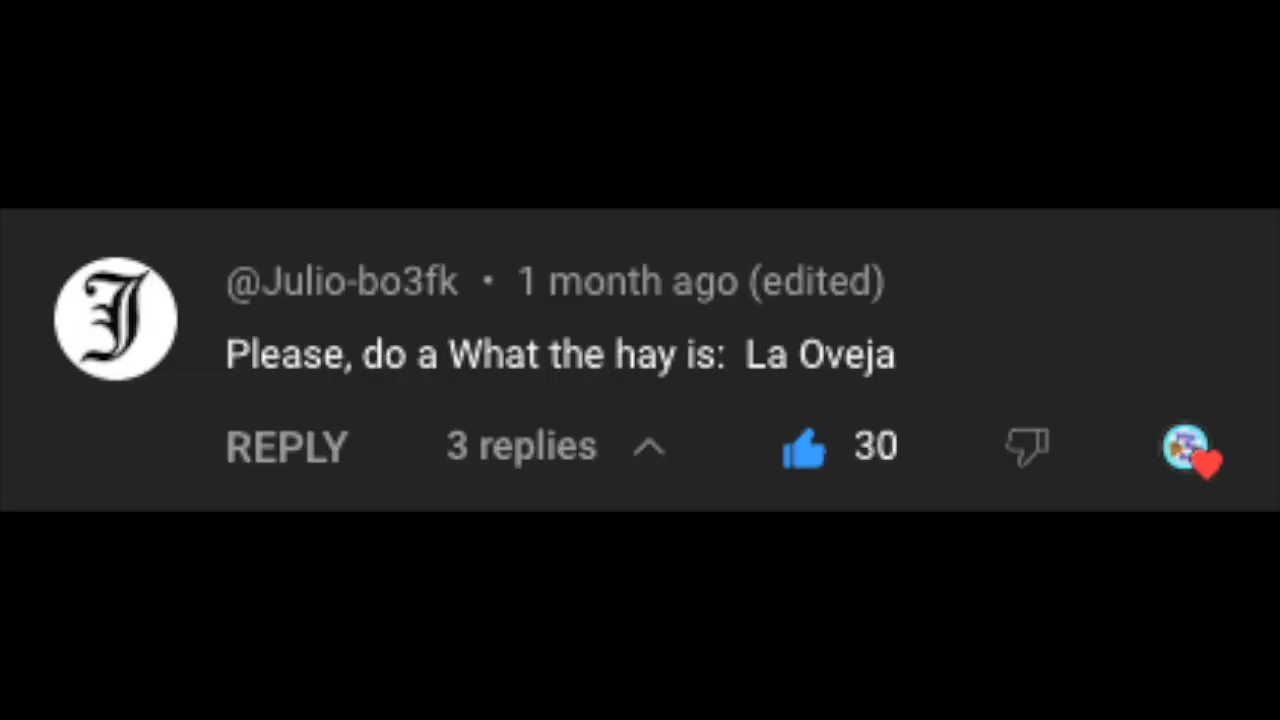 @Julio-bo3fk • 1 month ago (edited)
Please, do a What the hay is: La Oveja
REPLY 3 replies 30